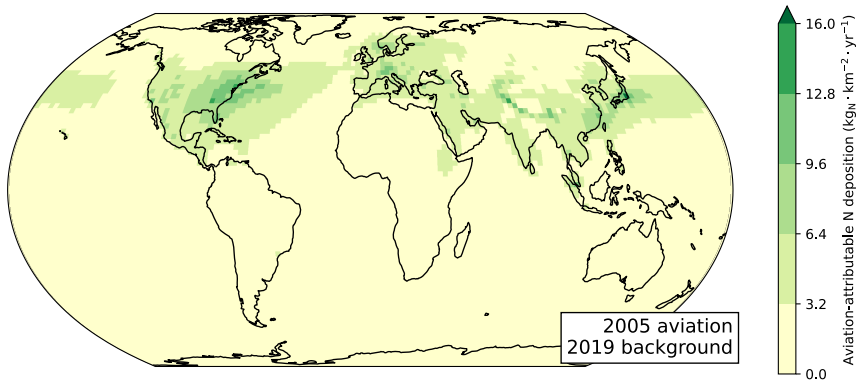 2005 aviation
2019 background
16.0
12.8
9.6
6.4
3.2
0.0
Aviation-attributable N deposition (kg_N · km⁻² · yr⁻¹)